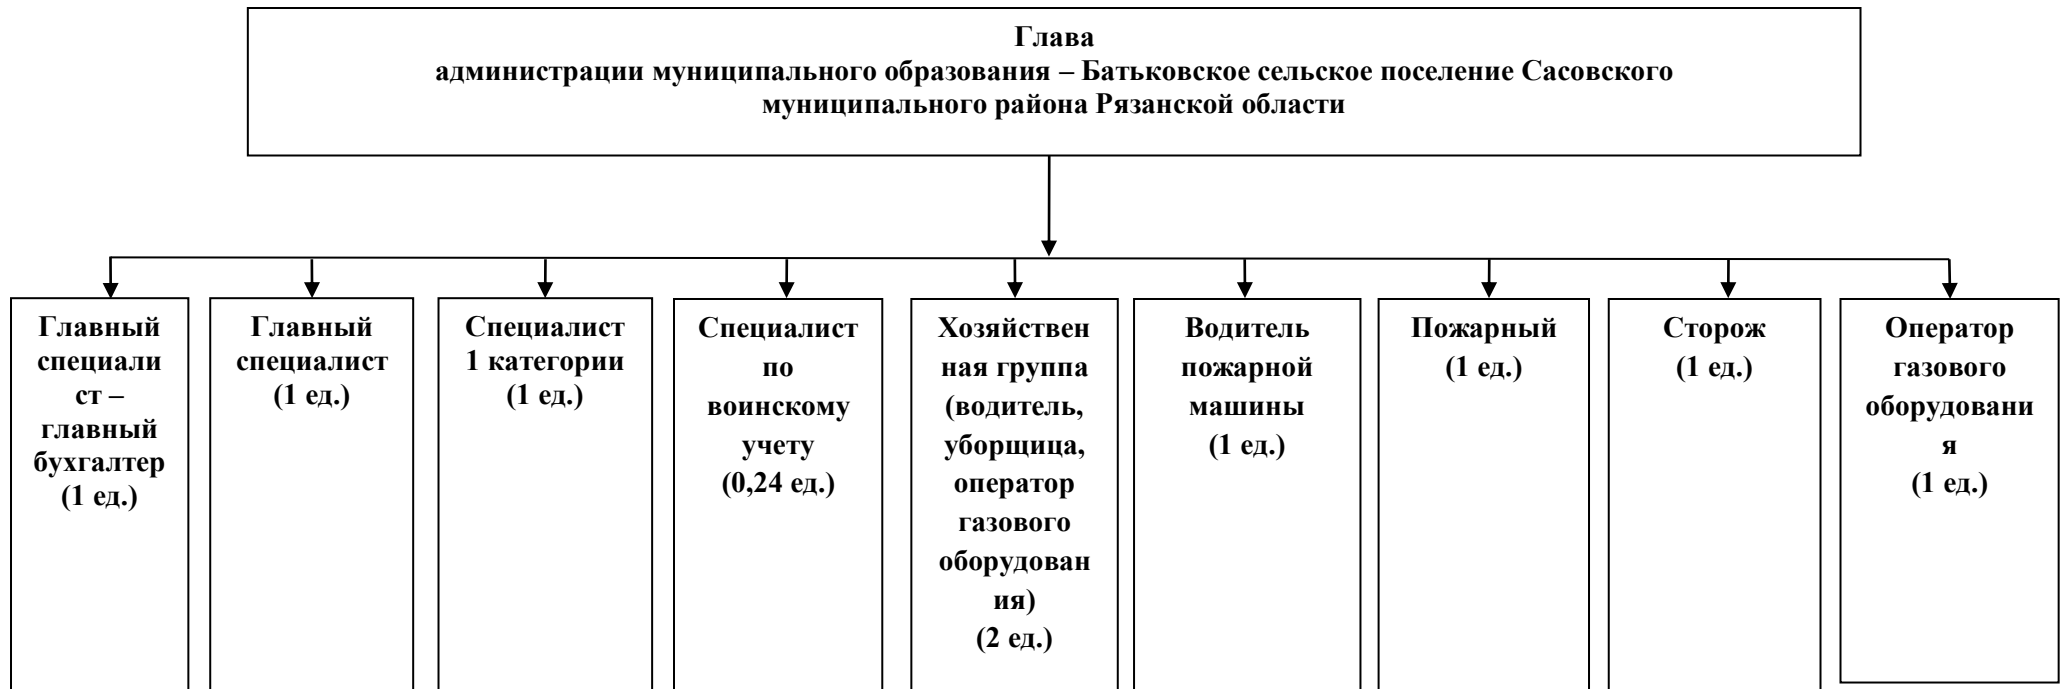 Глава
администрации муниципального образования – Батьковское сельское поселение Сасовского
муниципального района Рязанской области
Главный
специали
ст –
главный
бухгалтер
(1 ед.)
Главный
специалист
(1 ед.)
Специалист
1 категории
(1 ед.)
Специалист
по
воинскому
учету
(0,24 ед.)
Хозяйствен
ная группа
(водитель,
уборщица,
оператор
газового
оборудован
ия)
(2 ед.)
Водитель
пожарной
машины
(1 ед.)
Пожарный
(1 ед.)
Сторож
(1 ед.)
Оператор
газового
оборудовани
я
(1 ед.)